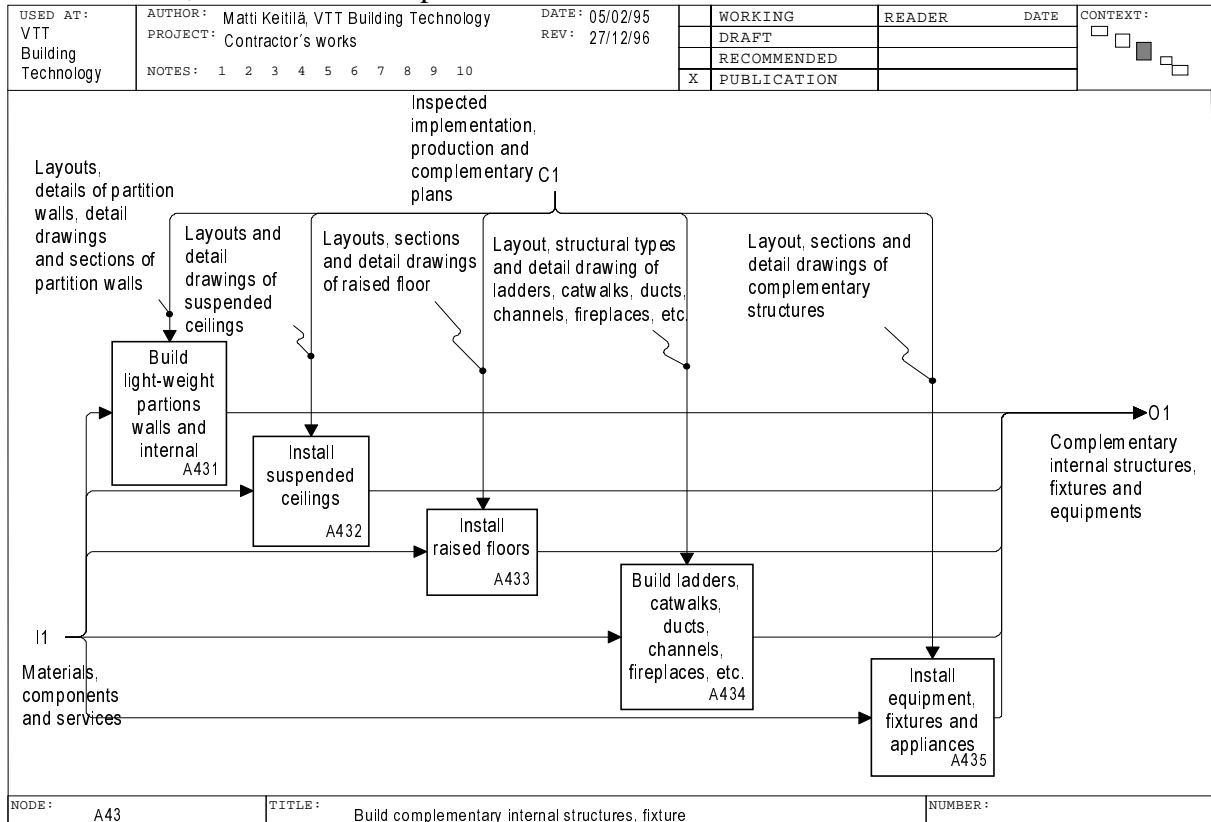 USED AT:
VTT
Building
Technology
AUTHOR: Matti Keitilä, VTT Building Technology
PROJECT: Contractor´s works
NOTES: 1 2 3 4 5 6 7 8 9 10
DATE: 05/02/95
REV: 27/12/96
WORKING
DRAFT
RECOMMENDED
X PUBLICATION
READER DATE
CONTEXT:
Inspected
implementation,
production and
complementary
plans
C1
Layouts,
details of partition
walls, detail
drawings
and sections of
partition walls
Layouts and
detail
drawings of
suspended
ceilings
Layouts, sections
and detail drawings
of raised floor
Layout, structural types
and detail drawing of
ladders, catwalks, ducts,
channels, fireplaces, etc.
Layout, sections and
detail drawings of
complementary
structures
Build
light-weight
partions
walls and
internal
A431
Install
suspended
ceilings
A432
Install
raised floors
A433
Build ladders,
catwalks,
ducts,
channels,
fireplaces, etc.
A434
Install
equipment,
fixtures and
appliances
A435
O1
Complementary
internal structures,
fixtures and
equipments
I1
Materials,
components
and services
NODE: A43
TITLE: Build complementary internal structures, fixture
NUMBER: